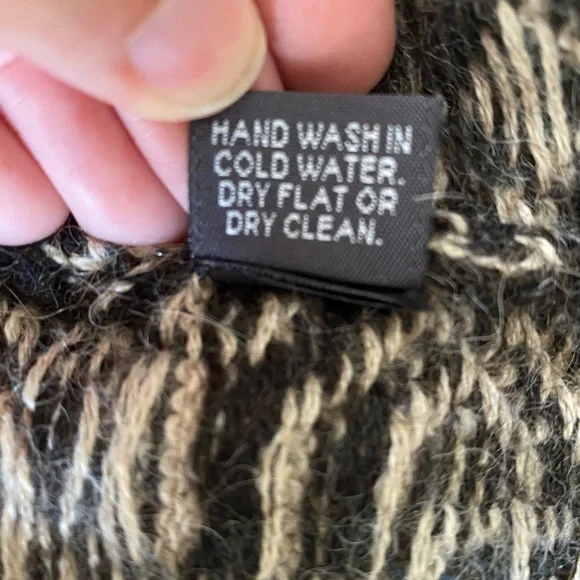 HAND WASH IN
COLD WATER.
DRY FLAT OR
DRY CLEAN.